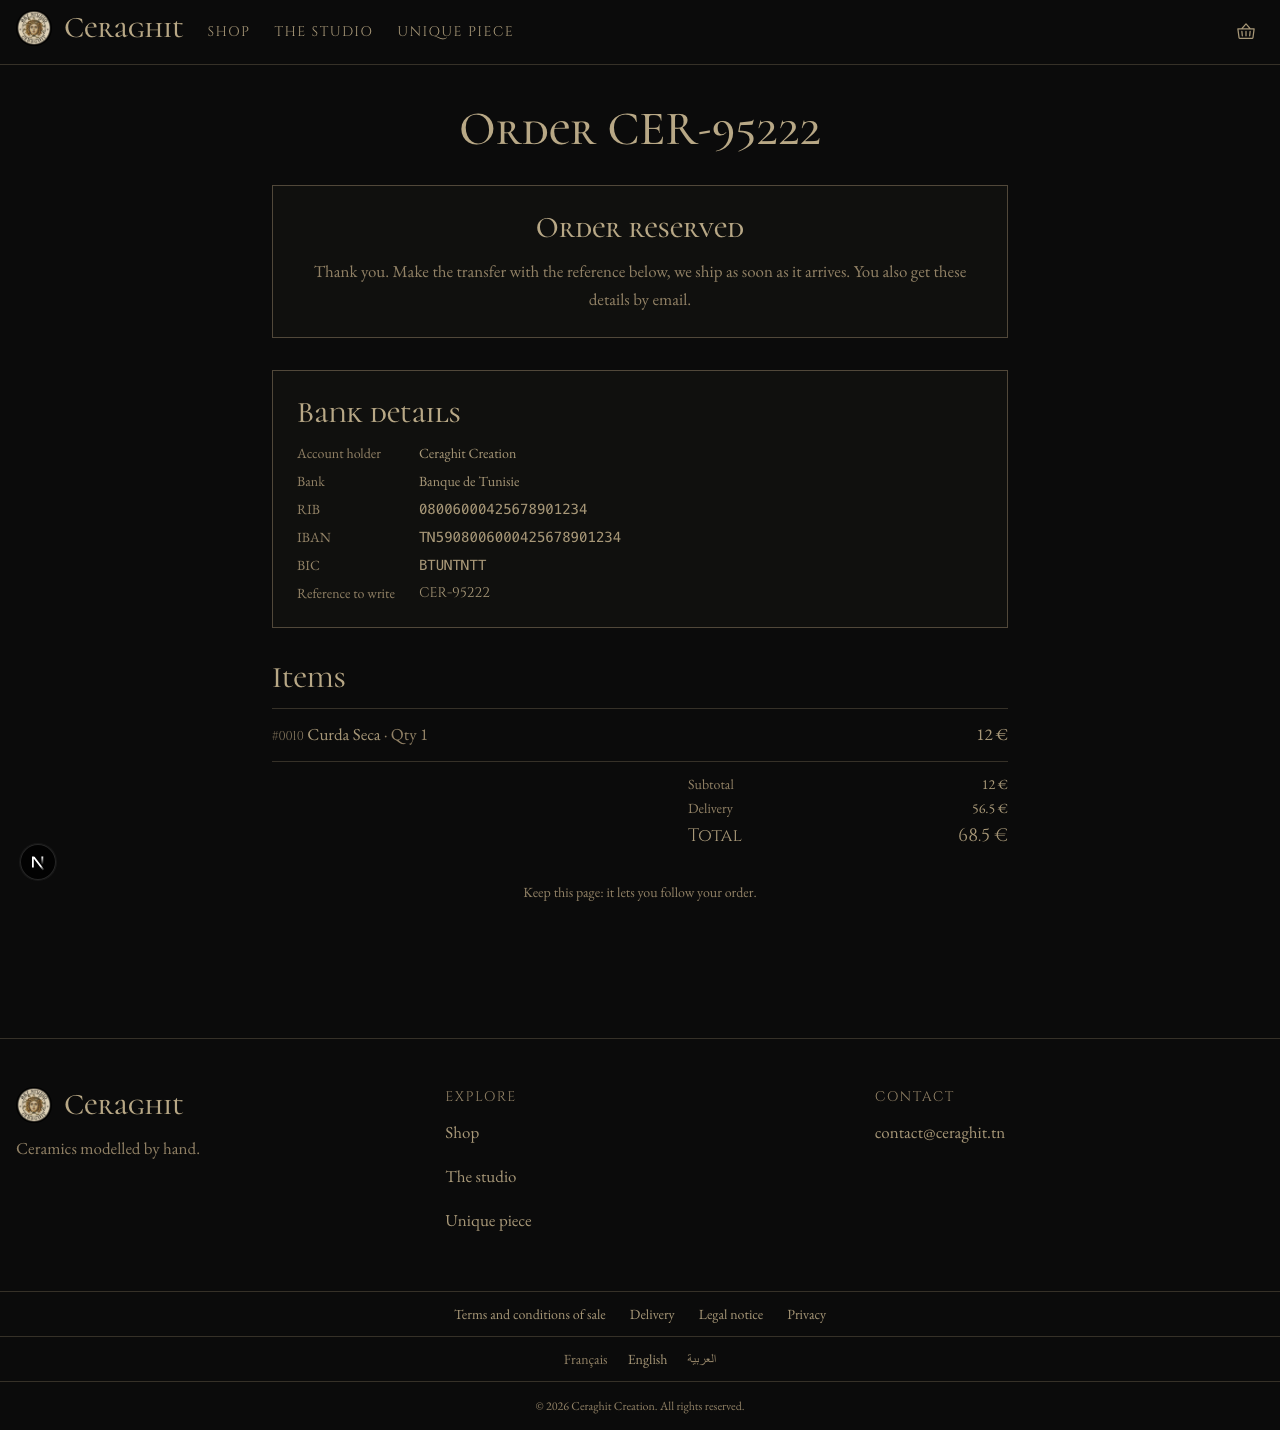 Ceraghit SHOP THE STUDIO UNIQUE PIECE
Order CER-95222
Order reserved
Thank you. Make the transfer with the reference below, we ship as soon as it arrives. You also get these
details by email.
Bank details
Account holder Ceraghit Creation
Bank Banque de Tunisie
RIB 08006000425678901234
IBAN TN5908006000425678901234
BIC BTUNTNTT
Reference to write CER-95222
Items
#0010 Curda Seca · Qty 1 12 €
Subtotal 12 €
Delivery 56.5 €
Total 68.5 €
N
Keep this page: it lets you follow your order.
Ceraghit
Ceramics modelled by hand.
EXPLORE
Shop
The studio
Unique piece
CONTACT
contact@ceraghit.tn
Terms and conditions of sale Delivery Legal notice Privacy
Français English العربية
© 2026 Ceraghit Creation. All rights reserved.